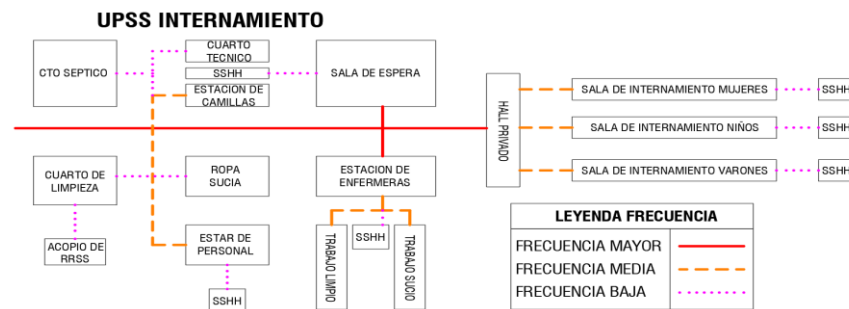 UPSS INTERNAMIENTO
CTO SEPTICO
CUARTO
TECNICO
SSHH
ESTACION DE
CAMILLAS
SALA DE ESPERA
HALL PRIVADO
SALA DE INTERNAMIENTO MUJERES
SSHH
SALA DE INTERNAMIENTO NIÑOS
SSHH
SALA DE INTERNAMIENTO VARONES
SSHH
CUARTO DE
LIMPIEZA
ROPA
SUCIA
ESTACION DE
ENFERMERAS
ACOPIO DE
RRSS
ESTAR DE
PERSONAL
SSHH
TRABAJO LIMPIO
SSHH
TRABAJO SUCIO
LEYENDA FRECUENCIA
FRECUENCIA MAYOR
FRECUENCIA MEDIA
FRECUENCIA BAJA